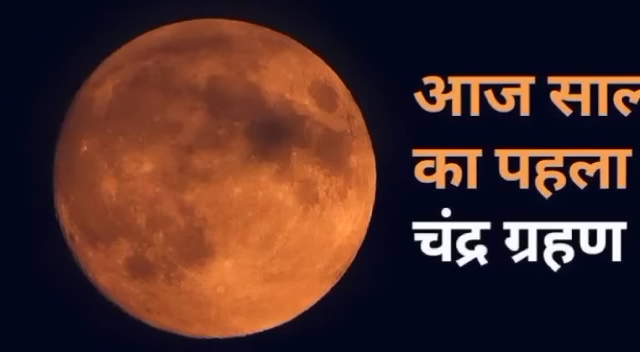 आज साल
का पहला
चंद्र ग्रहण